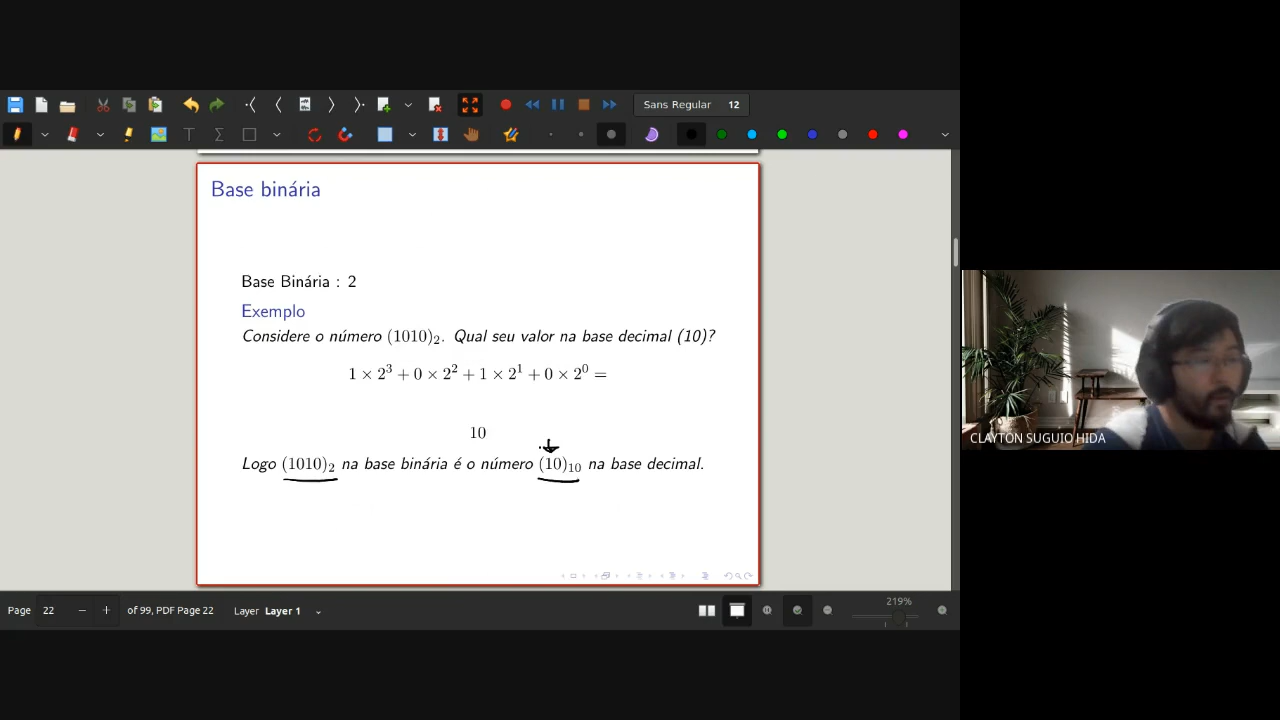 Sans Regular 12
Base binária
Base Binária : 2
Exemplo
Considere o número (1010)₂. Qual seu valor na base decimal (10)?
1 × 2³ + 0 × 2² + 1 × 2¹ + 0 × 2⁰ =
10
Logo (1010)₂ na base binária é o número (10)₁₀ na base decimal.
CLAYTON SUGUIO HIDA
Page 22 of 99, PDF Page 22 Layer Layer 1 219%